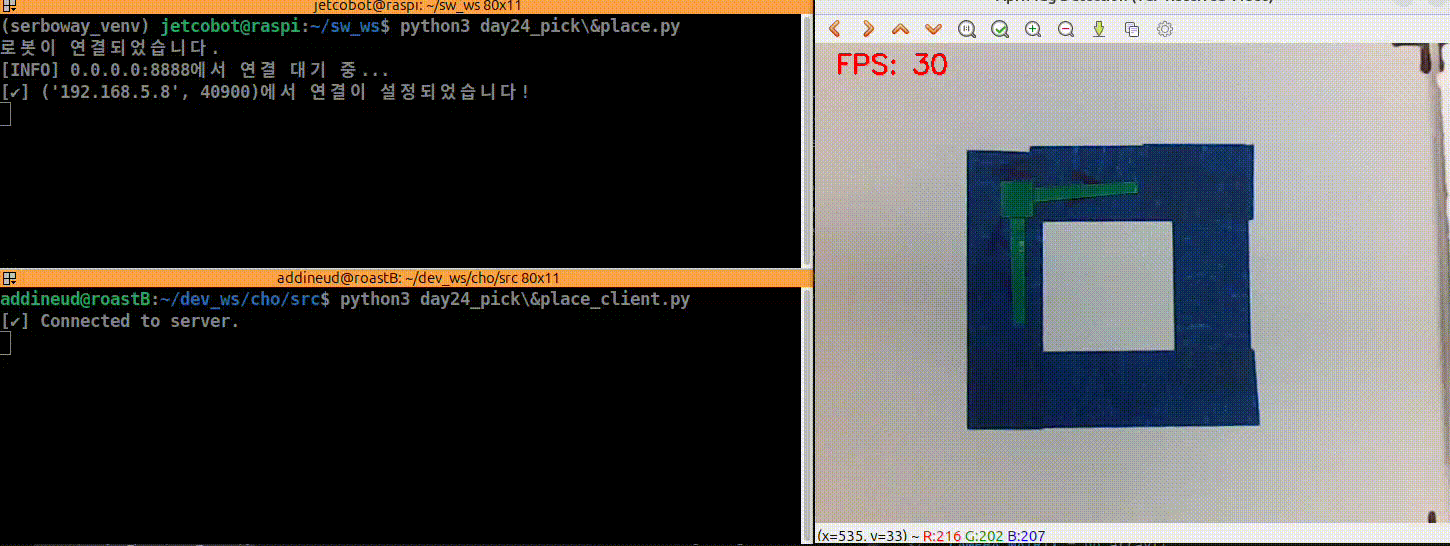 jetcobot@raspi: ~/sw_ws 80x11
(serboway_venv) jetcobot@raspi:~/sw_ws$ python3 day24_pick\&place.py
로봇이 연결되었습니다.
[INFO] 0.0.0.0:8888에서 연결 대기 중...
[✔] ('192.168.5.8', 40900)에서 연결이 설정되었습니다!
addineud@roastB: ~/dev_ws/cho/src 80x11
addineud@roastB:~/dev_ws/cho/src$ python3 day24_pick\&place_client.py
[✔] Connected to server.
FPS: 30
(x=535, y=33) ~ R:216 G:202 B:207